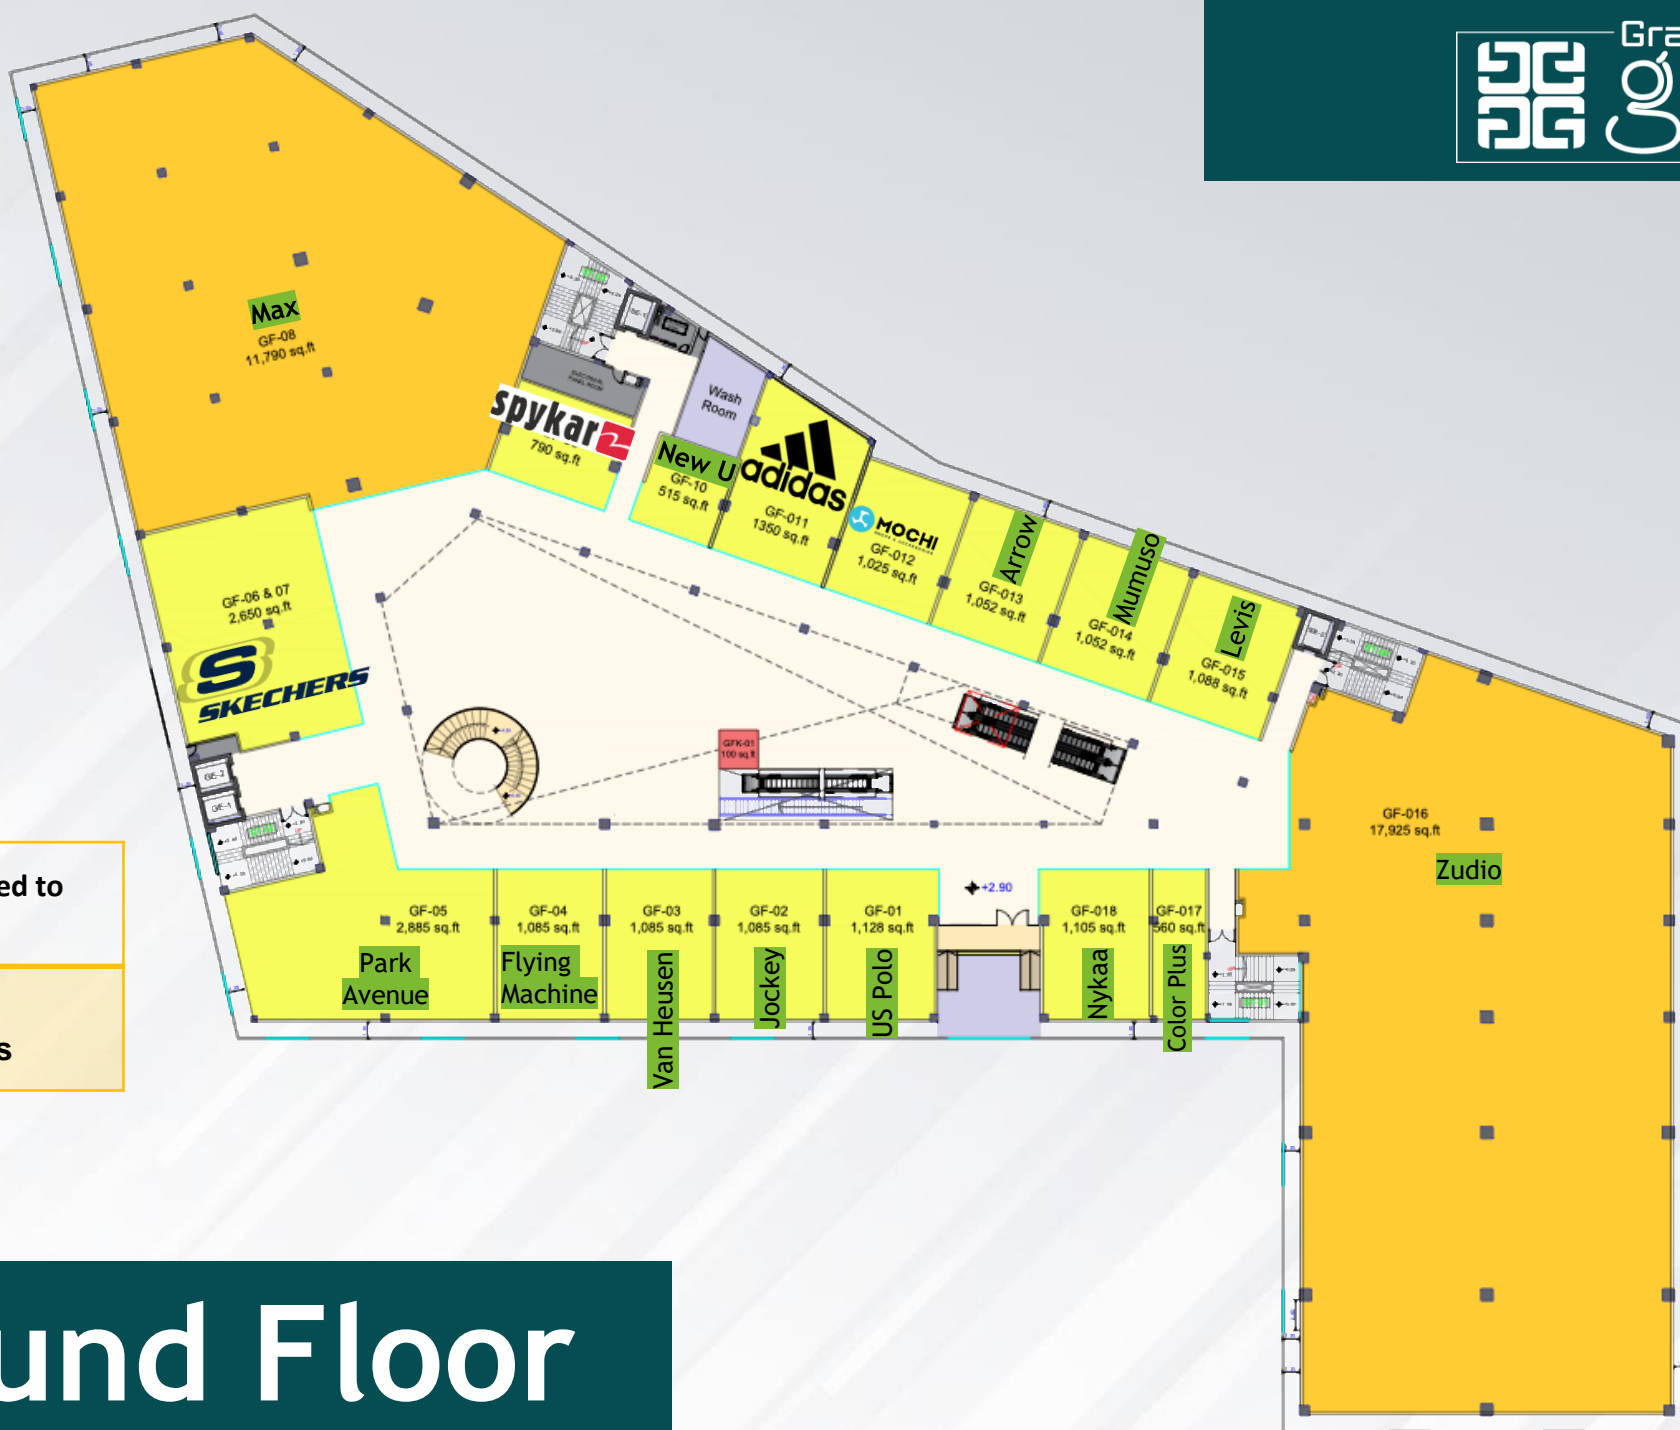 Gra
g
Max
GF-08
11,790 sq.ft
ELECTRICAL
PANEL ROOM
Wash
Room
spykar
790 sq.ft
New U
GF-10
515 sq.ft
adidas
GF-011
1350 sq.ft
MOCHI
GF-012
1,025 sq.ft
Arrow
GF-013
1,052 sq.ft
Mumuso
GF-014
1,052 sq.ft
Levis
GF-015
1,088 sq.ft
GF-06 & 07
2,650 sq.ft
S
SKECHERS
GFK-01
100 sq.ft
GF-016
17,925 sq.ft
Zudio
GE-2
GE-1
ed to
s
GF-05
2,885 sq.ft
Park
Avenue
GF-04
1,085 sq.ft
Flying
Machine
GF-03
1,085 sq.ft
Van Heusen
GF-02
1,085 sq.ft
Jockey
GF-01
1,128 sq.ft
US Polo
+2.90
GF-018
1,105 sq.ft
Nykaa
GF-017
560 sq.ft
Color Plus
und Floor